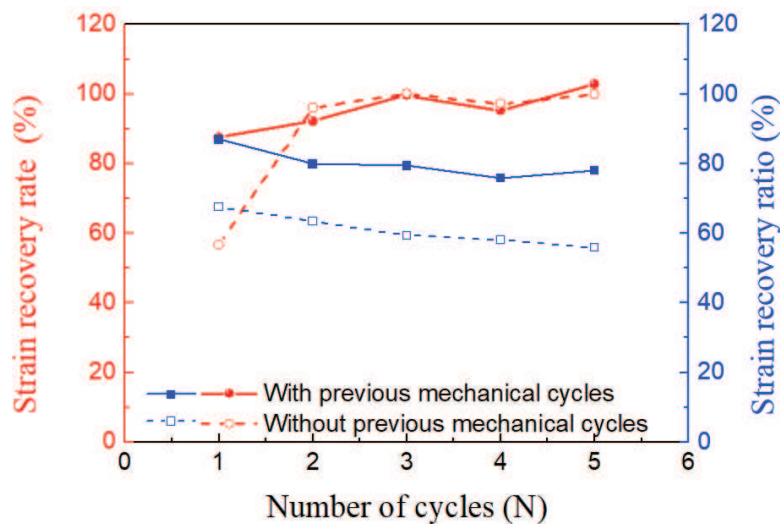 120
100
80
60
40
20
0
Strain recovery rate (%)
120
100
80
60
40
20
0
Strain recovery ratio (%)
With previous mechanical cycles
Without previous mechanical cycles
0 1 2 3 4 5 6
Number of cycles (N)